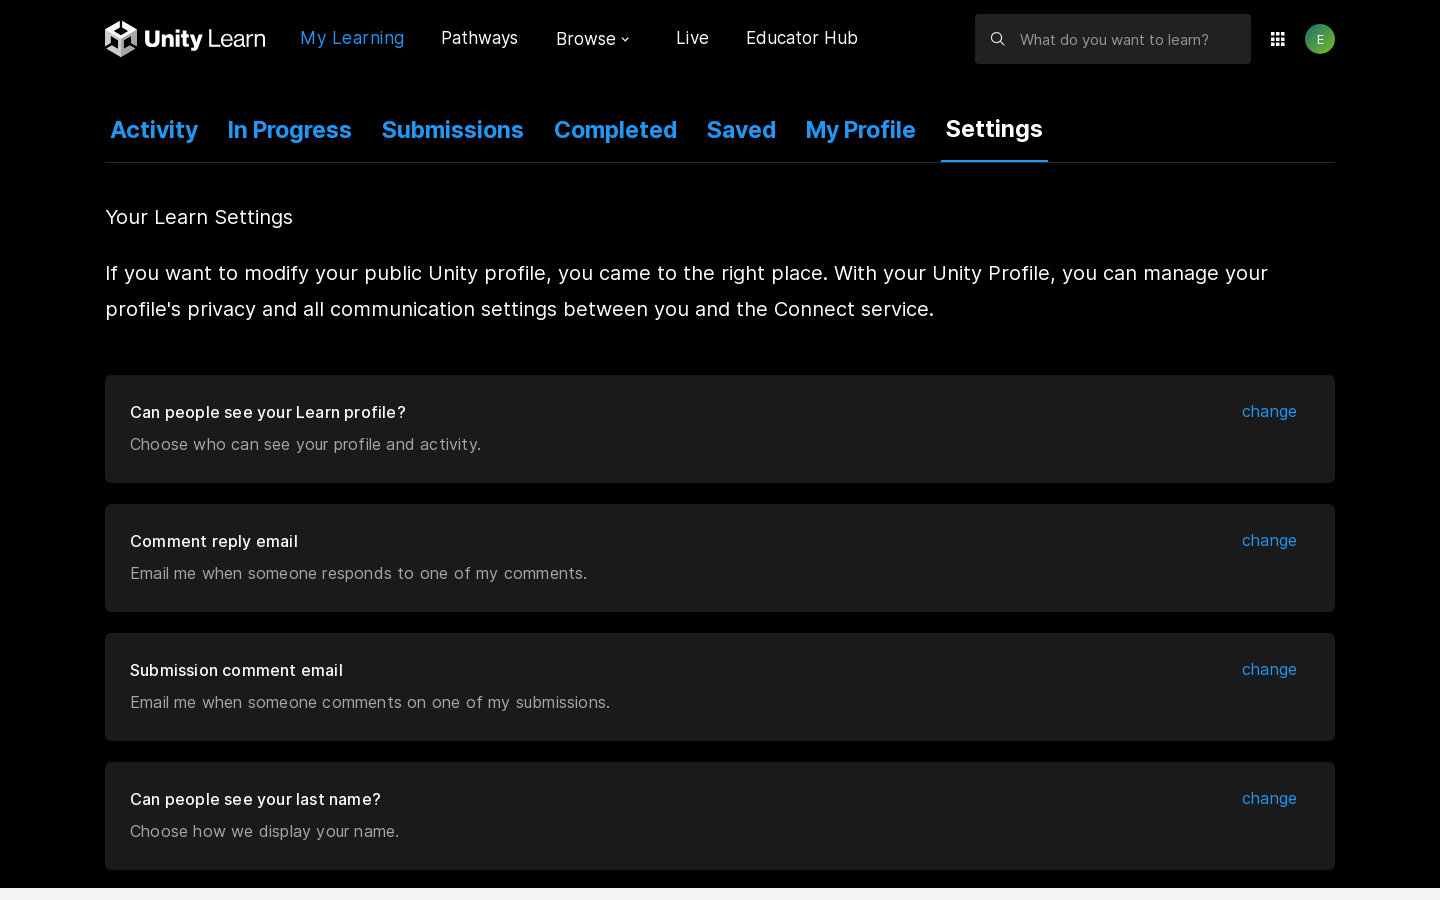 Unity Learn
My Learning
Pathways
Browse
Live
Educator Hub
What do you want to learn?
E
Activity
In Progress
Submissions
Completed
Saved
My Profile
Settings
Your Learn Settings
If you want to modify your public Unity profile, you came to the right place. With your Unity Profile, you can manage your
profile's privacy and all communication settings between you and the Connect service.
Can people see your Learn profile?
change
Choose who can see your profile and activity.
Comment reply email
change
Email me when someone responds to one of my comments.
Submission comment email
change
Email me when someone comments on one of my submissions.
Can people see your last name?
change
Choose how we display your name.